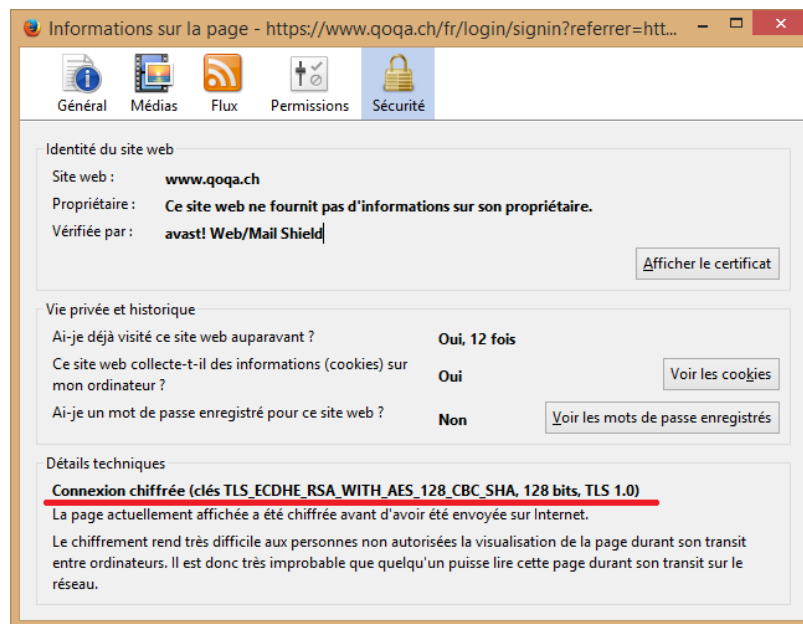 Informations sur la page - https://www.qoqa.ch/fr/login/signin?referrer=htt...
Général Médias Flux Permissions Sécurité
Identité du site web
Site web : www.qoqa.ch
Propriétaire : Ce site web ne fournit pas d'informations sur son propriétaire.
Vérifiée par : avast! Web/Mail Shield
Afficher le certificat
Vie privée et historique
Ai-je déjà visité ce site web auparavant ? Oui, 12 fois
Ce site web collecte-t-il des informations (cookies) sur
mon ordinateur ? Oui Voir les cookies
Ai-je un mot de passe enregistré pour ce site web ? Non Voir les mots de passe enregistrés
Détails techniques
Connexion chiffrée (clés TLS_ECDHE_RSA_WITH_AES_128_CBC_SHA, 128 bits, TLS 1.0)
La page actuellement affichée a été chiffrée avant d'avoir été envoyée sur Internet.
Le chiffrement rend très difficile aux personnes non autorisées la visualisation de la page durant son transit
entre ordinateurs. Il est donc très improbable que quelqu'un puisse lire cette page durant son transit sur le
réseau.